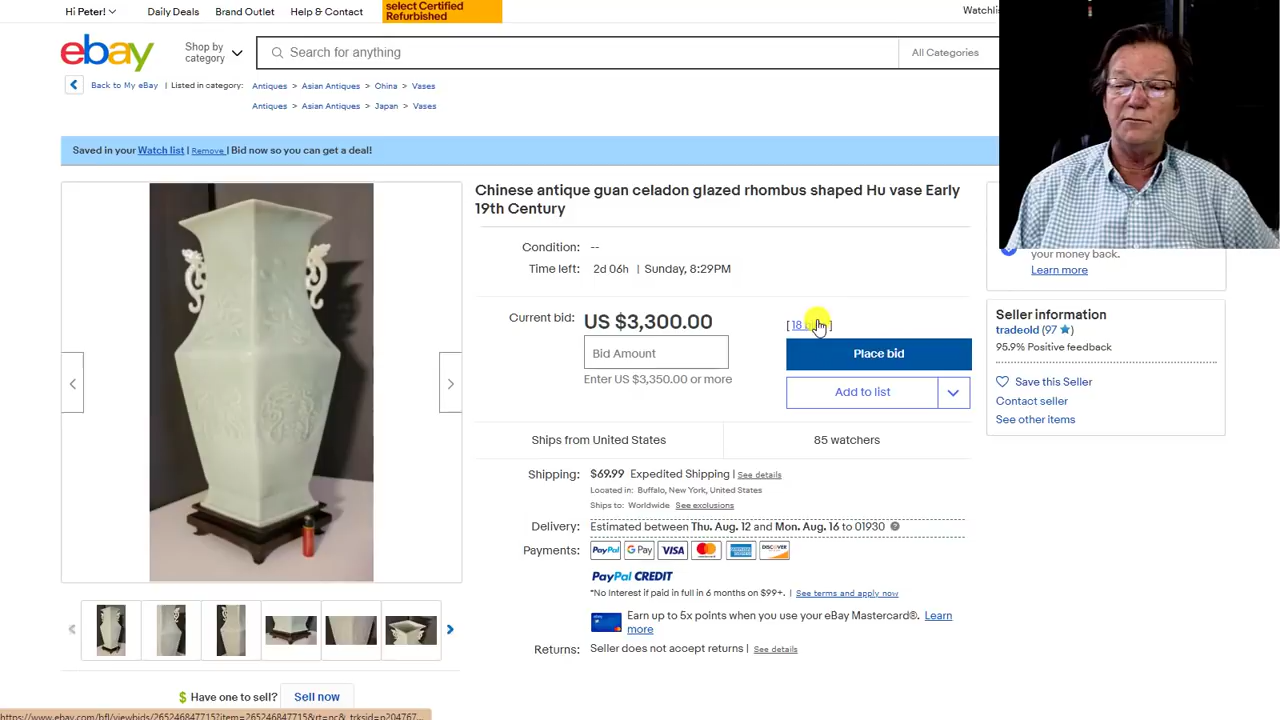 Hi Peter!
Daily Deals
Brand Outlet
Help & Contact
select Certified
Refurbished
Watchlis
ebay
Shop by
category
Search for anything
All Categories
Back to My eBay | Listed in category:
Antiques > Asian Antiques > China > Vases
Antiques > Asian Antiques > Japan > Vases
Saved in your Watch list | Remove | Bid now so you can get a deal!
Chinese antique guan celadon glazed rhombus shaped Hu vase Early
19th Century
Condition: --
Time left: 2d 06h | Sunday, 8:29PM
Current bid: US $3,300.00 [ 18 ]
Bid Amount
Place bid
Enter US $3,350.00 or more
Add to list
Ships from United States
85 watchers
Shipping: $69.99 Expedited Shipping | See details
Located in: Buffalo, New York, United States
Ships to: Worldwide See exclusions
Delivery: Estimated between Thu. Aug. 12 and Mon. Aug. 16 to 01930
Payments: PayPal G Pay VISA mastercard AMERICAN EXPRESS DISCOVER
PayPal CREDIT
*No Interest if paid in full in 6 months on $99+. | See terms and apply now
Earn up to 5x points when you use your eBay Mastercard®. Learn
more
Returns: Seller does not accept returns | See details
your money back.
Learn more
Seller information
tradeold (97 )
95.9% Positive feedback
Save this Seller
Contact seller
See other items
Have one to sell? Sell now